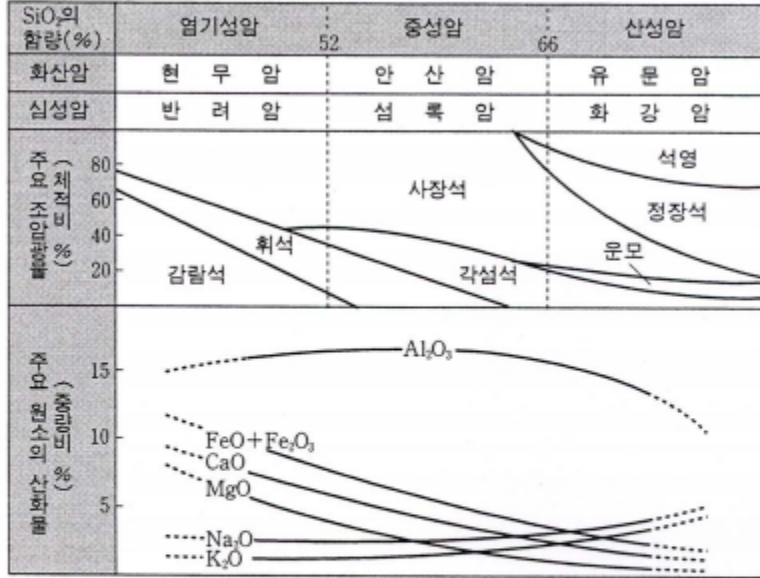 SiO₂의
함량(%)
염기성암
52
중성암
66
산성암
화산암
현 무 암
안 산 암
유 문 암
심성암
반 려 암
섬 록 암
화 강 암
주요 조암광물
체적비(%)
80
60
40
20
감람석
휘석
사장석
각섬석
석영
정장석
운모
주요 원소의 산화물
중량비(%)
15
10
5
Al₂O₃
FeO+Fe₂O₃
CaO
MgO
Na₂O
K₂O